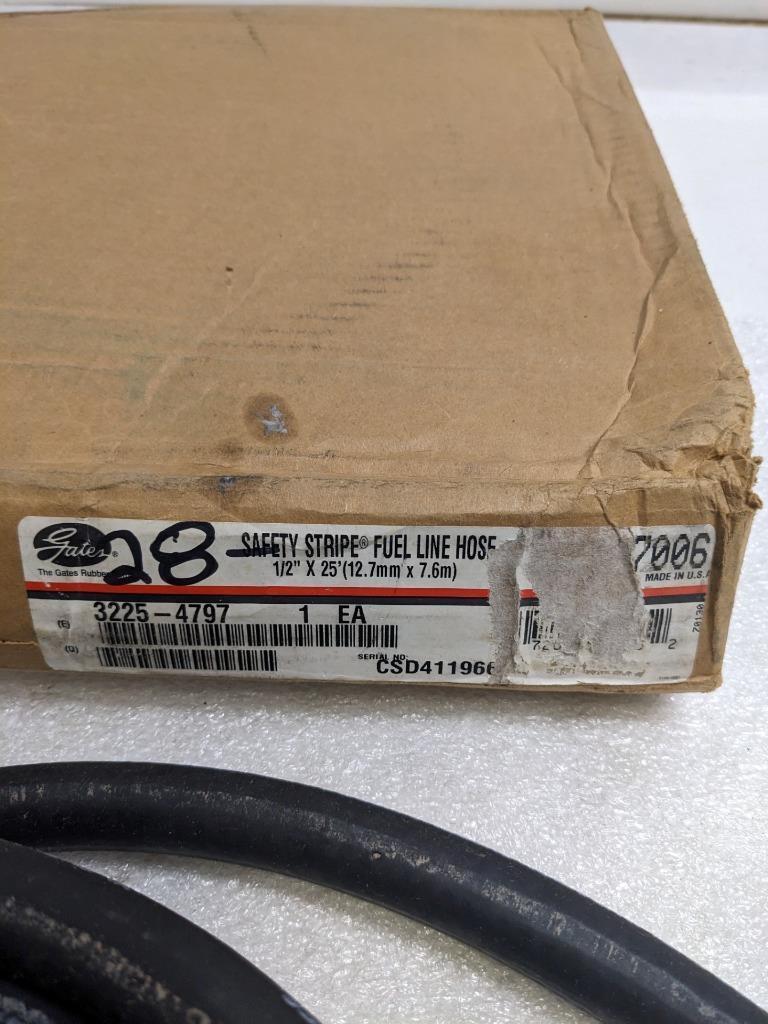 Gates® 28 SAFETY STRIPE® FUEL LINE HOSE 7006
The Gates Rubber 1/2" X 25'(12.7mm x 7.6m) MADE IN U.S.A
(E) 3225-4797 1 EA 70130
(Q) SERIAL NO:
CSD411966